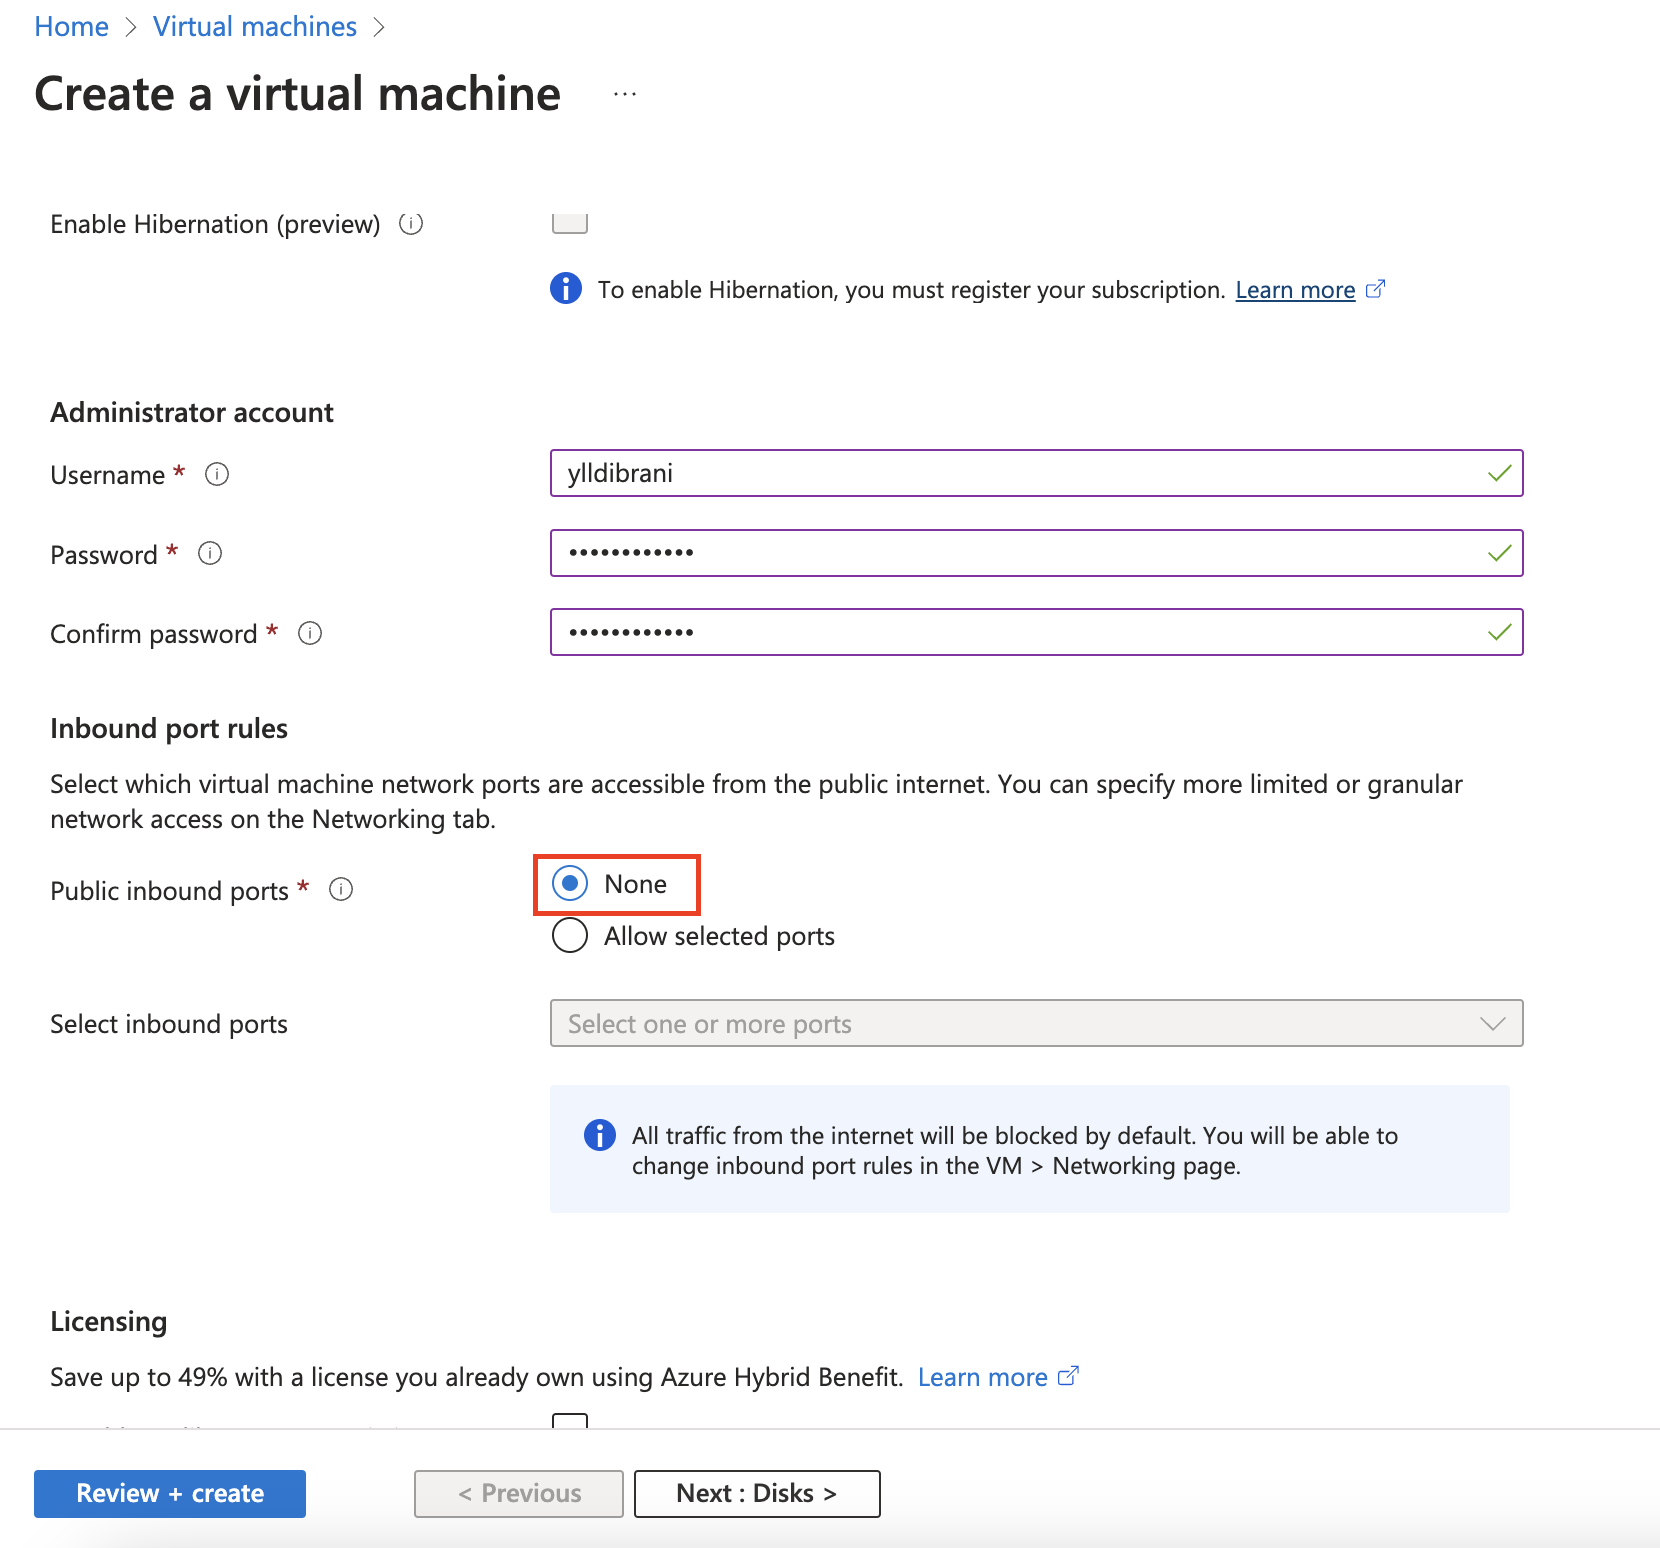 Home > Virtual machines >
Create a virtual machine ...
Enable Hibernation (preview)
To enable Hibernation, you must register your subscription. Learn more
Administrator account
Username *
ylldibrani
Password *
••••••••••••
Confirm password *
••••••••••••
Inbound port rules
Select which virtual machine network ports are accessible from the public internet. You can specify more limited or granular
network access on the Networking tab.
Public inbound ports *
None
Allow selected ports
Select inbound ports
Select one or more ports
All traffic from the internet will be blocked by default. You will be able to
change inbound port rules in the VM > Networking page.
Licensing
Save up to 49% with a license you already own using Azure Hybrid Benefit. Learn more
Review + create
< Previous
Next : Disks >